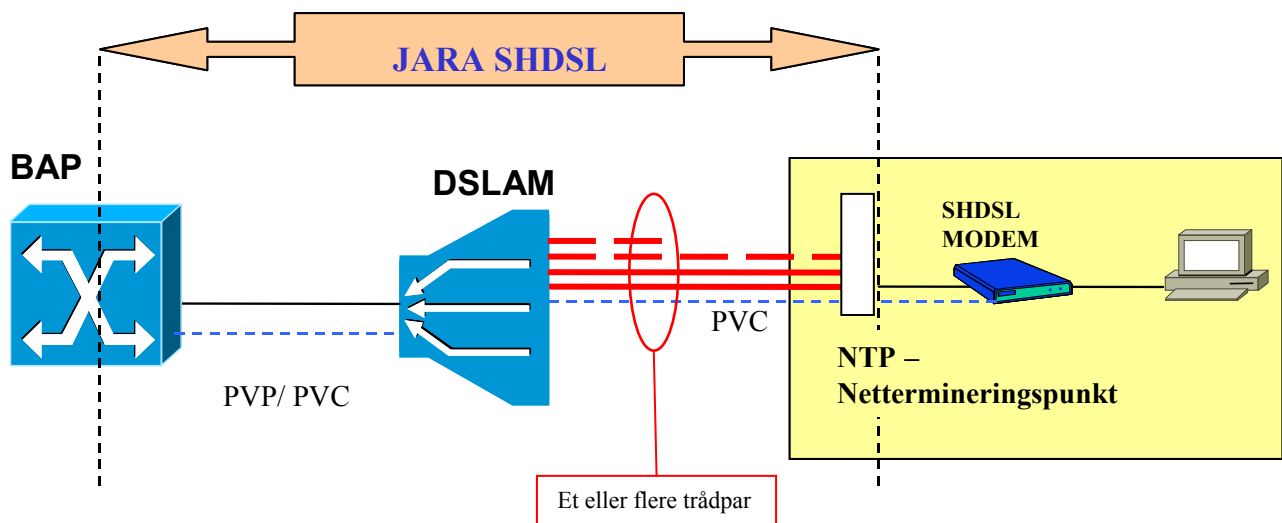 JARA SHDSL
BAP
DSLAM
SHDSL
MODEM
PVC
PVP/ PVC
NTP –
Nettermineringspunkt
Et eller flere trådpar